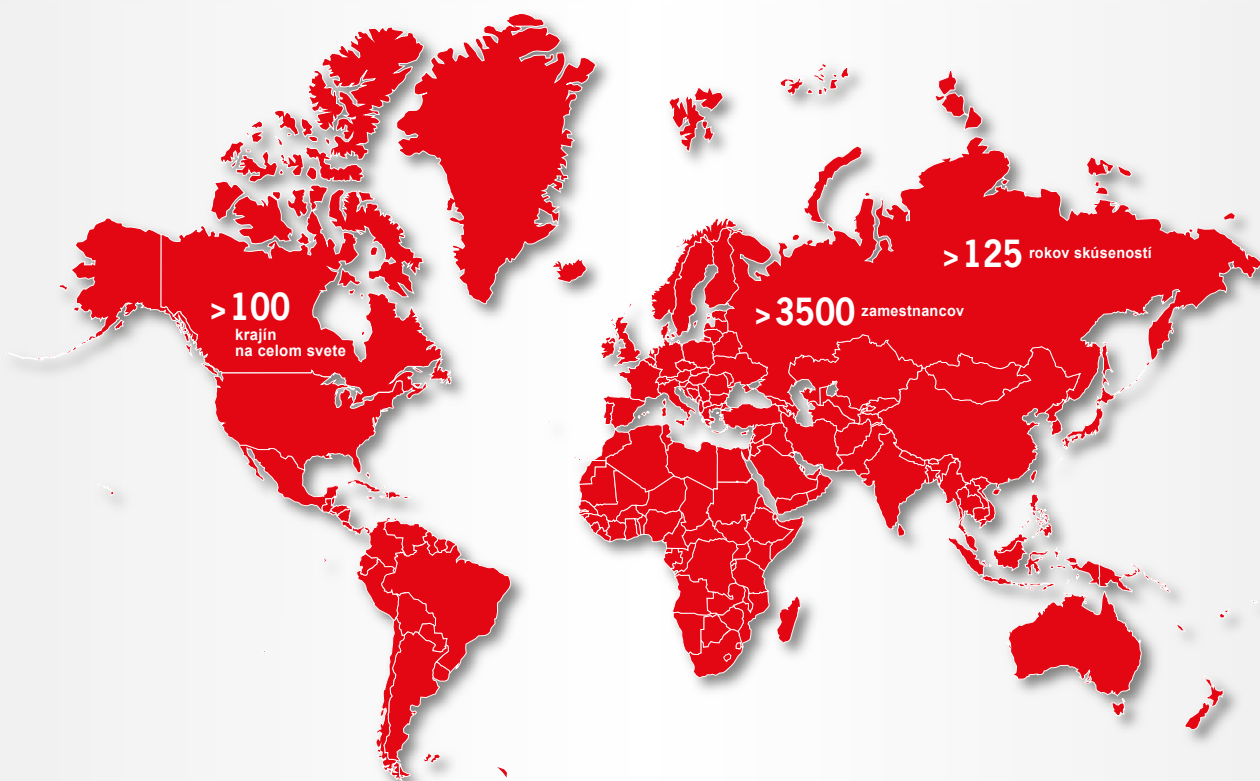 >125 rokov skúseností
>100
krajín
na celom svete
>3500 zamestnancov